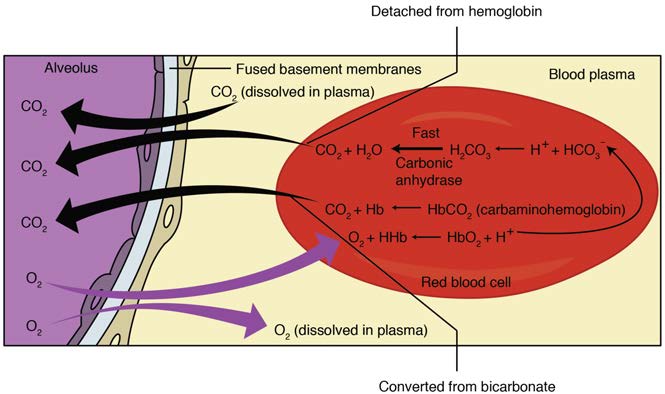 Detached from hemoglobin
Alveolus
Fused basement membranes
Blood plasma
CO₂ (dissolved in plasma)
CO₂
CO₂
CO₂
Fast
CO₂ + H₂O ← H₂CO₃ ← H⁺ + HCO₃⁻
Carbonic
anhydrase
CO₂ + Hb ← HbCO₂ (carbaminohemoglobin)
O₂ + HHb ← HbO₂ + H⁺
Red blood cell
O₂
O₂
O₂ (dissolved in plasma)
Converted from bicarbonate